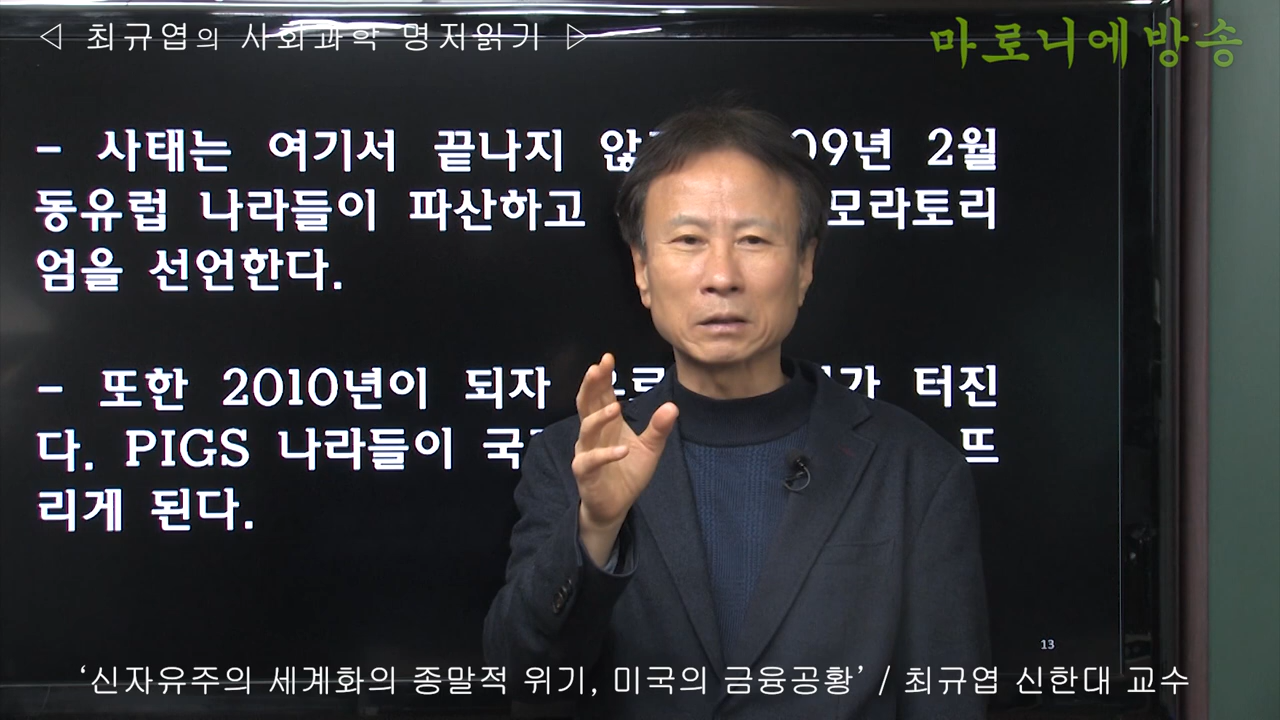 ◁ 최규엽의 사회과학 명저읽기 ▷
마로니에방송
- 사태는 여기서 끝나지 09년 2월
동유럽 나라들이 파산하고 모라토리
엄을 선언한다.
- 또한 2010년이 되자 터진
다. PIGS 나라들이 뜨
리게 된다.
13
‘신자유주의 세계화의 종말적 위기, 미국의 금융공황’ / 최규엽 신한대 교수